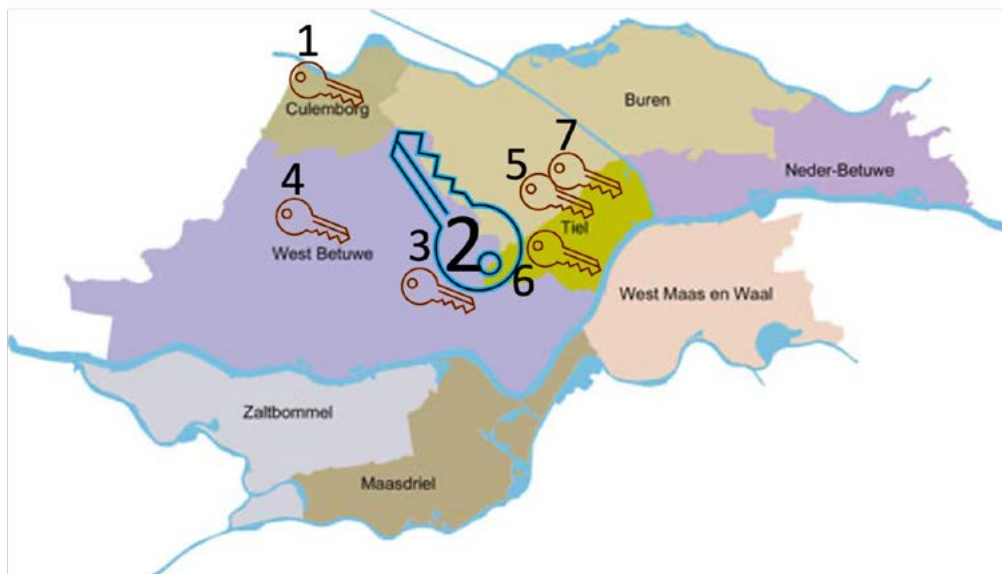 1
Culemborg
Buren
7
5
Neder-Betuwe
4
Tiel
West Betuwe
3
2
6
West Maas en Waal
Zaltbommel
Maasdriel